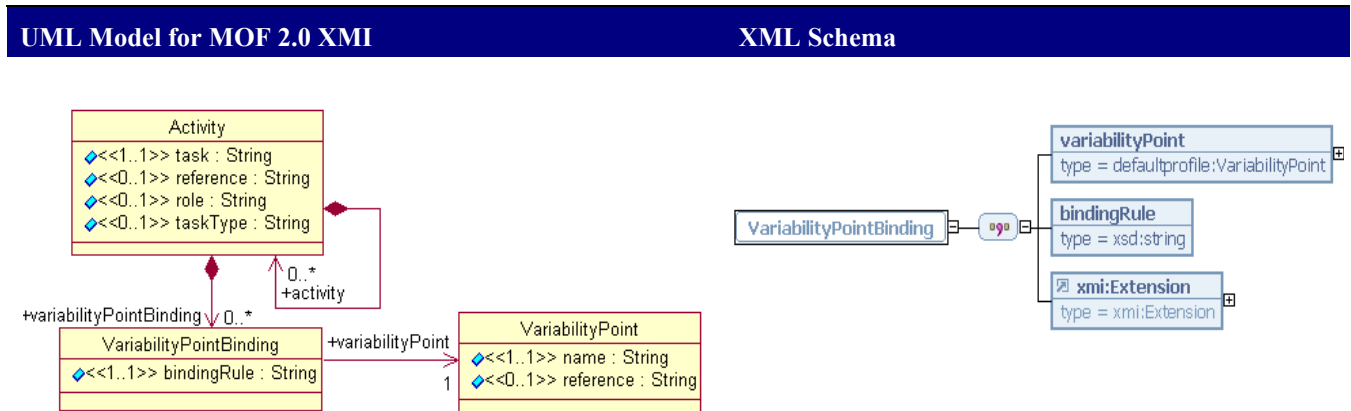 UML Model for MOF 2.0 XMI
XML Schema
Activity
<<1..1>> task : String
<<0..1>> reference : String
<<0..1>> role : String
<<0..1>> taskType : String
0..*
+activity
+variabilityPointBinding
0..*
VariabilityPointBinding
<<1..1>> bindingRule : String
+variabilityPoint
1
VariabilityPoint
<<1..1>> name : String
<<0..1>> reference : String
VariabilityPointBinding
variabilityPoint
type = defaultprofile:VariabilityPoint
bindingRule
type = xsd:string
xmi:Extension
type = xmi:Extension